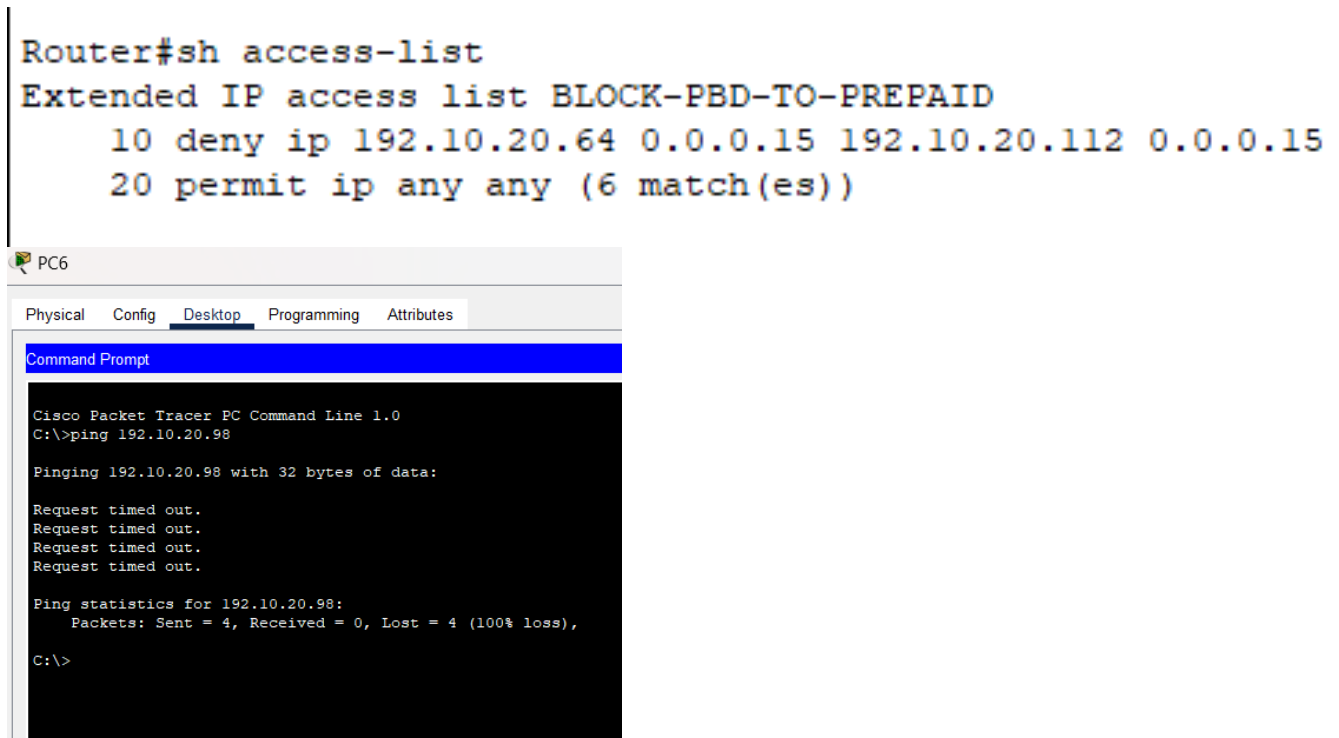 Router#sh access-list
Extended IP access list BLOCK-PBD-TO-PREPAID
10 deny ip 192.10.20.64 0.0.0.15 192.10.20.112 0.0.0.15
20 permit ip any any (6 match(es))
PC6
Physical Config Desktop Programming Attributes
Command Prompt
Cisco Packet Tracer PC Command Line 1.0
C:\>ping 192.10.20.98
Pinging 192.10.20.98 with 32 bytes of data:
Request timed out.
Request timed out.
Request timed out.
Request timed out.
Ping statistics for 192.10.20.98:
Packets: Sent = 4, Received = 0, Lost = 4 (100% loss),
C:\>